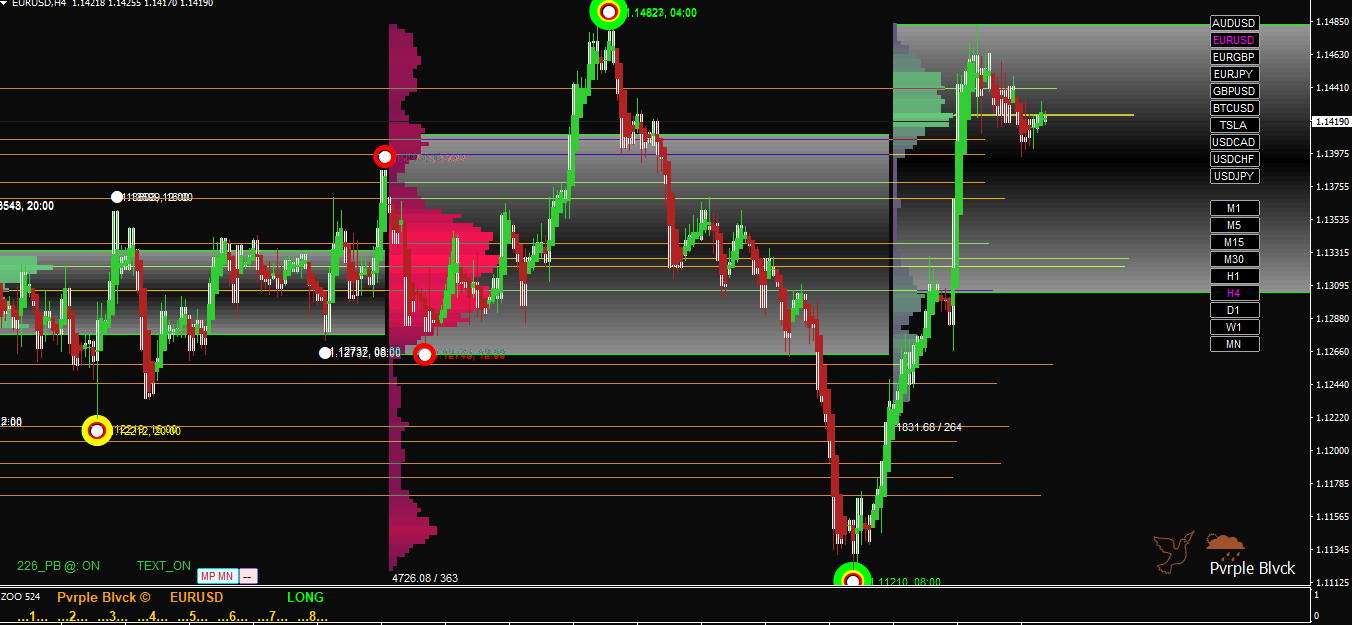 EURUSD,H4 1.14218 1.14255 1.14170 1.14190
1.14823, 04:00
1.14850
1.14630
1.14410
1.14190
1.13975
1.13755
1.13535
1.13315
1.13095
1.12880
1.12660
1.12440
1.12220
1.12000
1.11785
1.11565
1.11345
1.11125
AUDUSD
EURUSD
EURGBP
EURJPY
GBPUSD
BTCUSD
TSLA
USDCAD
USDCHF
USDJPY
M1
M5
M15
M30
H1
H4
D1
W1
MN
3543, 20:00
2:00
1831.68 / 264
226_PB @: ON TEXT_ON
MP MN --
4726.08 / 363
11210, 08:00
Pvrple Blvck
ZOO 524 Pvrple Blvck © EURUSD LONG
...1... ...2... ...3... ...4... ...5... ...6... ...7... ...8...
1
0